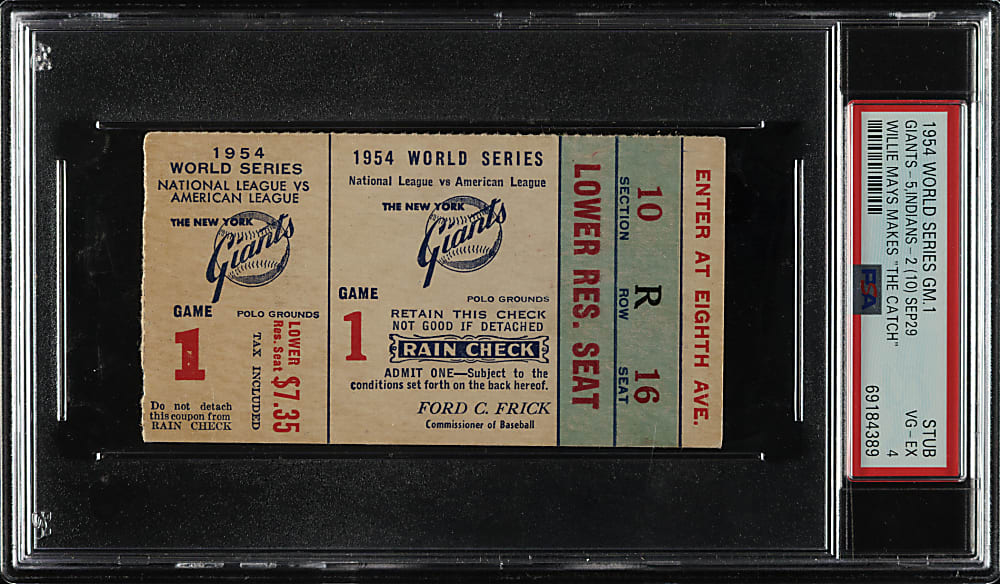 1954
WORLD SERIES
NATIONAL LEAGUE VS
AMERICAN LEAGUE
THE NEW YORK
Giants
GAME
1
POLO GROUNDS
LOWER
Res. Seat $7.35
TAX INCLUDED
Do not detach
this coupon from
RAIN CHECK
1954 WORLD SERIES
National League vs American League
THE NEW YORK
Giants
GAME
1
POLO GROUNDS
RETAIN THIS CHECK
NOT GOOD IF DETACHED
RAIN CHECK
ADMIT ONE—Subject to the
conditions set forth on the back hereof.
FORD C. FRICK
Commissioner of Baseball
LOWER RES. SEAT
10 R 16
SECTION ROW SEAT
ENTER AT EIGHTH AVE.
1954 WORLD SERIES GM.1 STUB
GIANTS - 5, INDIANS - 2 (10) SEP29 VG-EX
WILLIE MAYS MAKES "THE CATCH" 4
PSA
69184389